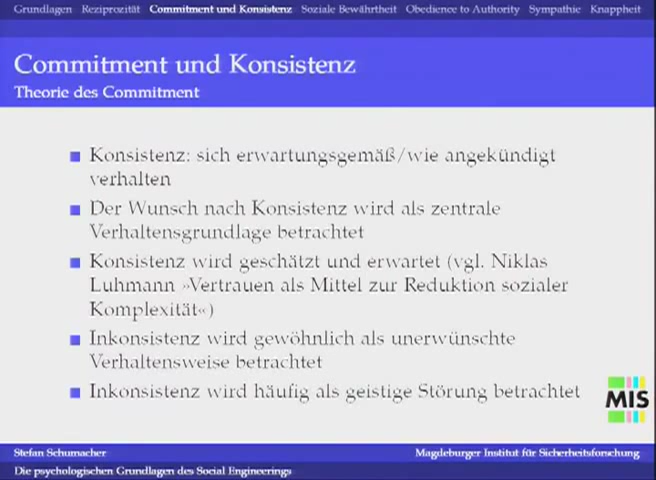 Grundlagen Reziprozität Commitment und Konsistenz Soziale Bewährtheit Obedience to Authority Sympathie Knappheit
Commitment und Konsistenz
Theorie des Commitment
Konsistenz: sich erwartungsgemäß/wie angekündigt
verhalten
Der Wunsch nach Konsistenz wird als zentrale
Verhaltensgrundlage betrachtet
Konsistenz wird geschätzt und erwartet (vgl. Niklas
Luhmann »Vertrauen als Mittel zur Reduktion sozialer
Komplexität«)
Inkonsistenz wird gewöhnlich als unerwünschte
Verhaltensweise betrachtet
Inkonsistenz wird häufig als geistige Störung betrachtet
MIS
Stefan Schumacher Magdeburger Institut für Sicherheitsforschung
Die psychologischen Grundlagen des Social Engineerings